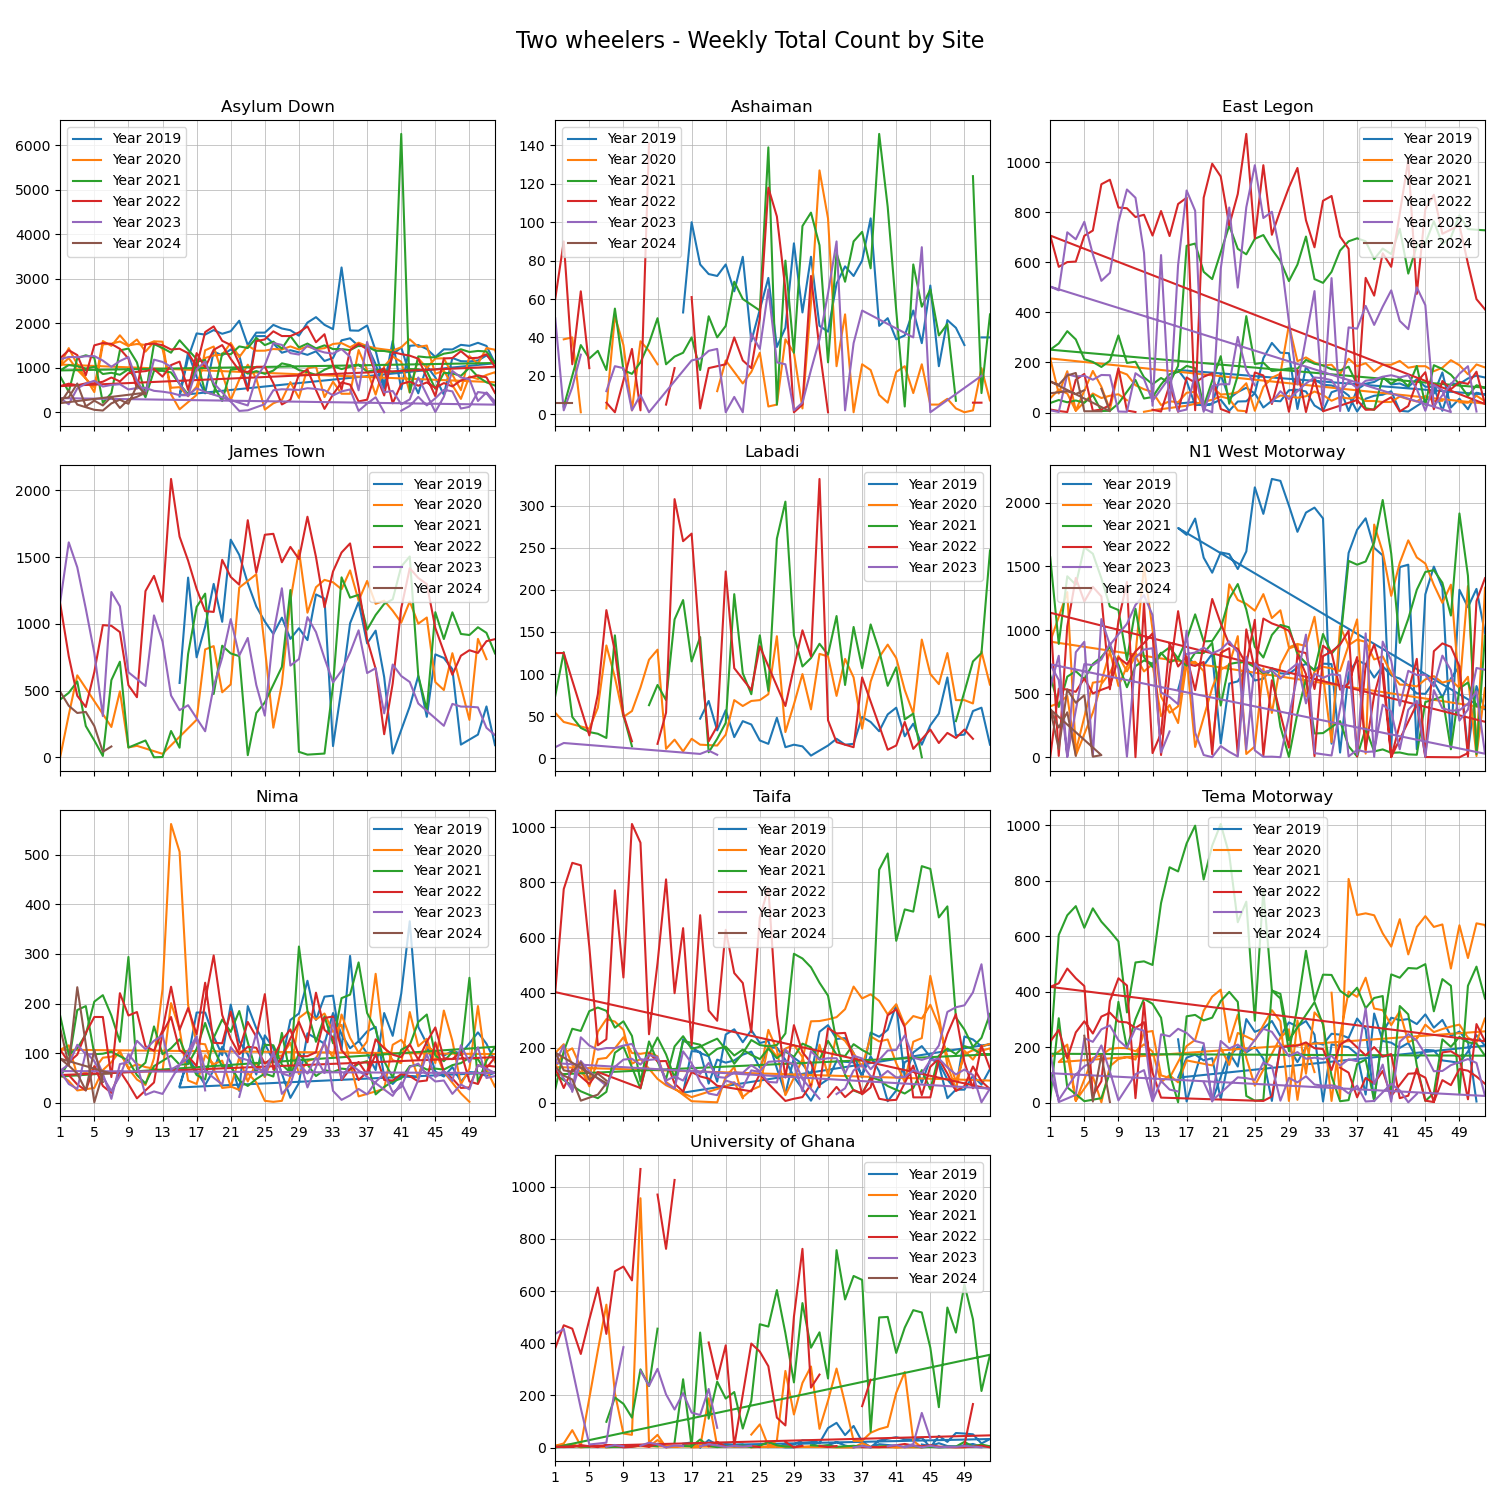 Two wheelers - Weekly Total Count by Site
Asylum Down
6000
5000
4000
3000
2000
1000
0
Year 2019
Year 2020
Year 2021
Year 2022
Year 2023
Year 2024
Ashaiman
140
120
100
80
60
40
20
0
Year 2019
Year 2020
Year 2021
Year 2022
Year 2023
Year 2024
East Legon
1000
800
600
400
200
0
Year 2019
Year 2020
Year 2021
Year 2022
Year 2023
Year 2024
James Town
2000
1500
1000
500
0
Year 2019
Year 2020
Year 2021
Year 2022
Year 2023
Year 2024
Labadi
300
250
200
150
100
50
0
Year 2019
Year 2020
Year 2021
Year 2022
Year 2023
N1 West Motorway
2000
1500
1000
500
0
Year 2019
Year 2020
Year 2021
Year 2022
Year 2023
Year 2024
Nima
500
400
300
200
100
0
Year 2019
Year 2020
Year 2021
Year 2022
Year 2023
Year 2024
1 5 9 13 17 21 25 29 33 37 41 45 49
Taifa
1000
800
600
400
200
0
Year 2019
Year 2020
Year 2021
Year 2022
Year 2023
Year 2024
Tema Motorway
1000
800
600
400
200
0
Year 2019
Year 2020
Year 2021
Year 2022
Year 2023
Year 2024
1 5 9 13 17 21 25 29 33 37 41 45 49
University of Ghana
1000
800
600
400
200
0
Year 2019
Year 2020
Year 2021
Year 2022
Year 2023
Year 2024
1 5 9 13 17 21 25 29 33 37 41 45 49